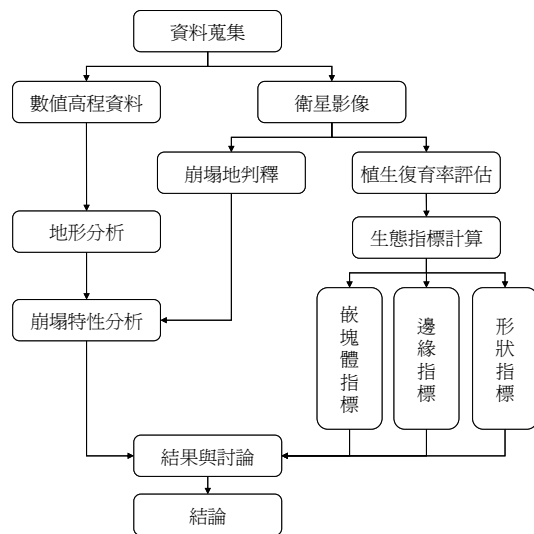 資料蒐集
數值高程資料
衛星影像
崩塌地判釋
植生復育率評估
地形分析
生態指標計算
崩塌特性分析
嵌塊體指標
邊緣指標
形狀指標
結果與討論
結論